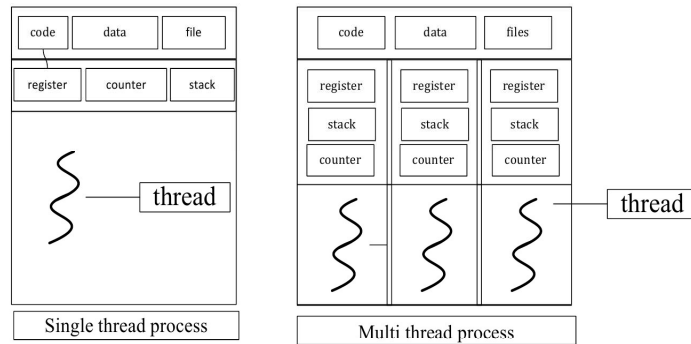 code data file
register counter stack
thread
Single thread process
code data files
register register register
stack stack stack
counter counter counter
thread
Multi thread process